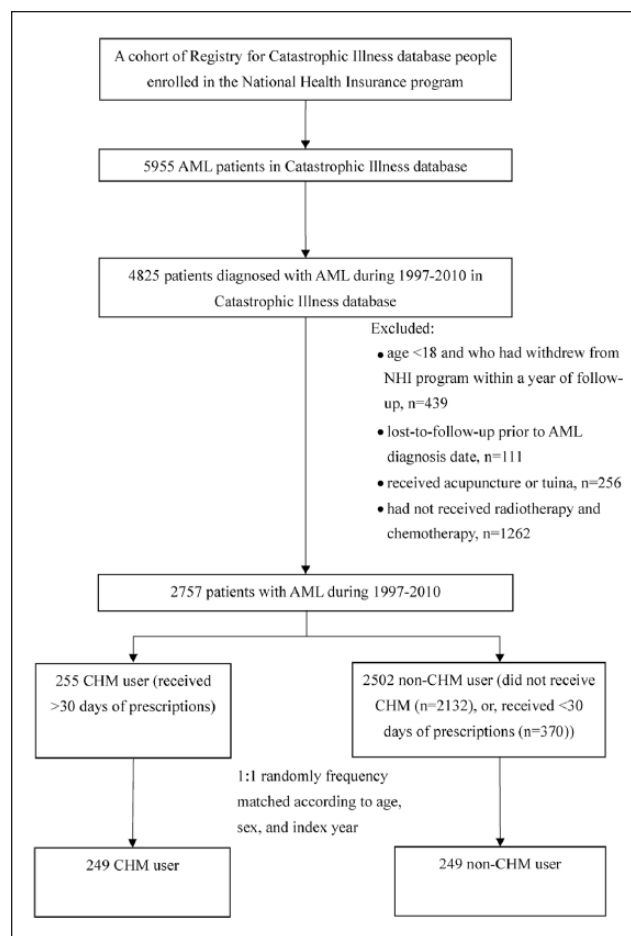 A cohort of Registry for Catastrophic Illness database people
enrolled in the National Health Insurance program
5955 AML patients in Catastrophic Illness database
4825 patients diagnosed with AML during 1997-2010 in
Catastrophic Illness database
Excluded:
• age <18 and who had withdrew from
NHI program within a year of follow-
up, n=439
• lost-to-follow-up prior to AML
diagnosis date, n=111
• received acupuncture or tuina, n=256
• had not received radiotherapy and
chemotherapy, n=1262
2757 patients with AML during 1997-2010
255 CHM user (received
>30 days of prescriptions)
2502 non-CHM user (did not receive
CHM (n=2132), or, received <30
days of prescriptions (n=370))
1:1 randomly frequency
matched according to age,
sex, and index year
249 CHM user
249 non-CHM user